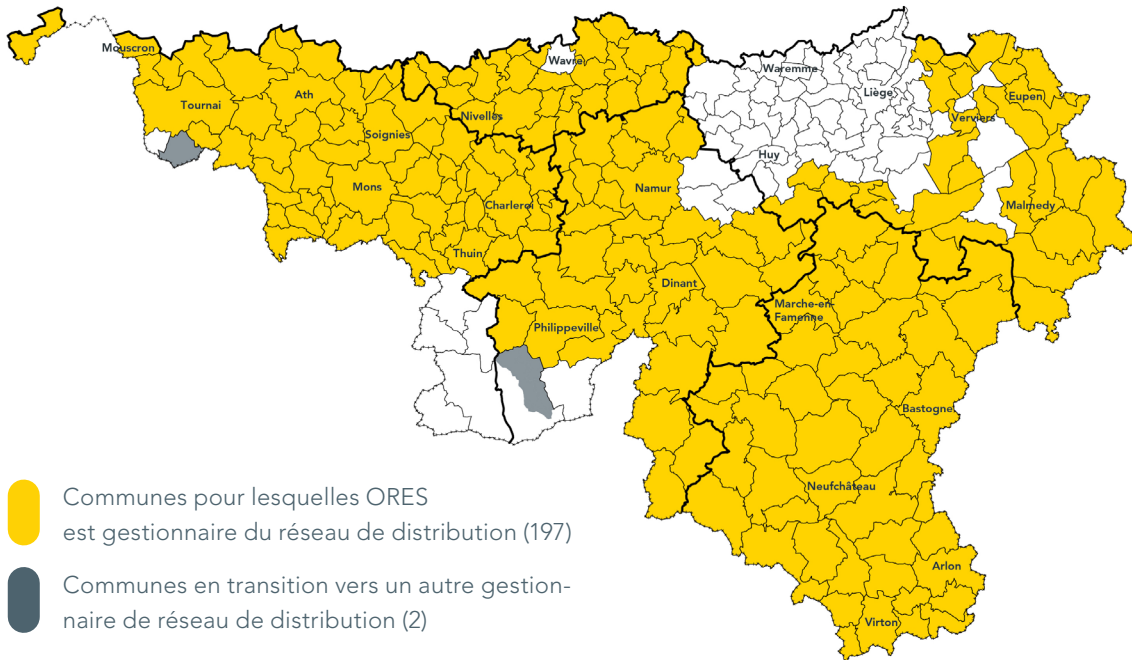 Mouscron
Wavre
Waremme
Ath
Liège
Eupen
Tournai
Nivelles
Verviers
Soignies
Huy
Mons
Namur
Charleroi
Malmedy
Thuin
Dinant
Marche-en-
Famenne
Philippeville
Bastogne
Neufchâteau
Arlon
Virton
Communes pour lesquelles ORES
est gestionnaire du réseau de distribution (197)
Communes en transition vers un autre gestion-
naire de réseau de distribution (2)